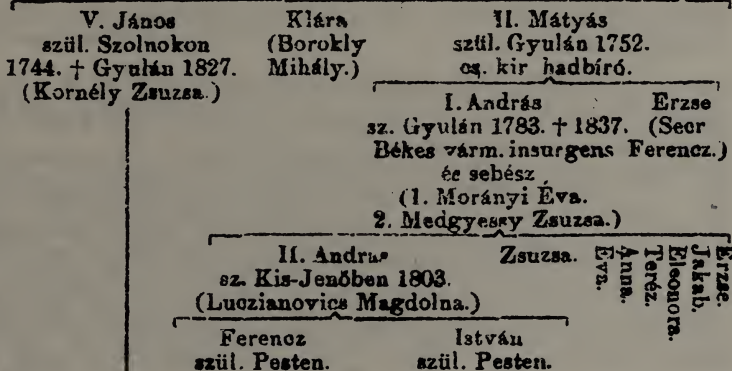 V. János Klára II. Mátyás
szül. Szolnokon (Borokly szül. Gyulán 1752.
1744. † Gyulán 1827. Mihály.) cs. kir hadbíró.
(Kornély Zsuzsa.)
I. András Erzse
sz. Gyulán 1783. † 1837. (Secr
Békes várm. insurgens Ferencz.)
és sebész
(1. Morányi Éva.
2. Medgyessy Zsuzsa.)
II. András Zsuzsa. Éva. Anna. Teréz. Eleonora. Jakab. Erzse.
sz. Kis-Jenőben 1803.
(Luczianovics Magdolna.)
Ferencz István
szül. Pesten. szül. Pesten.